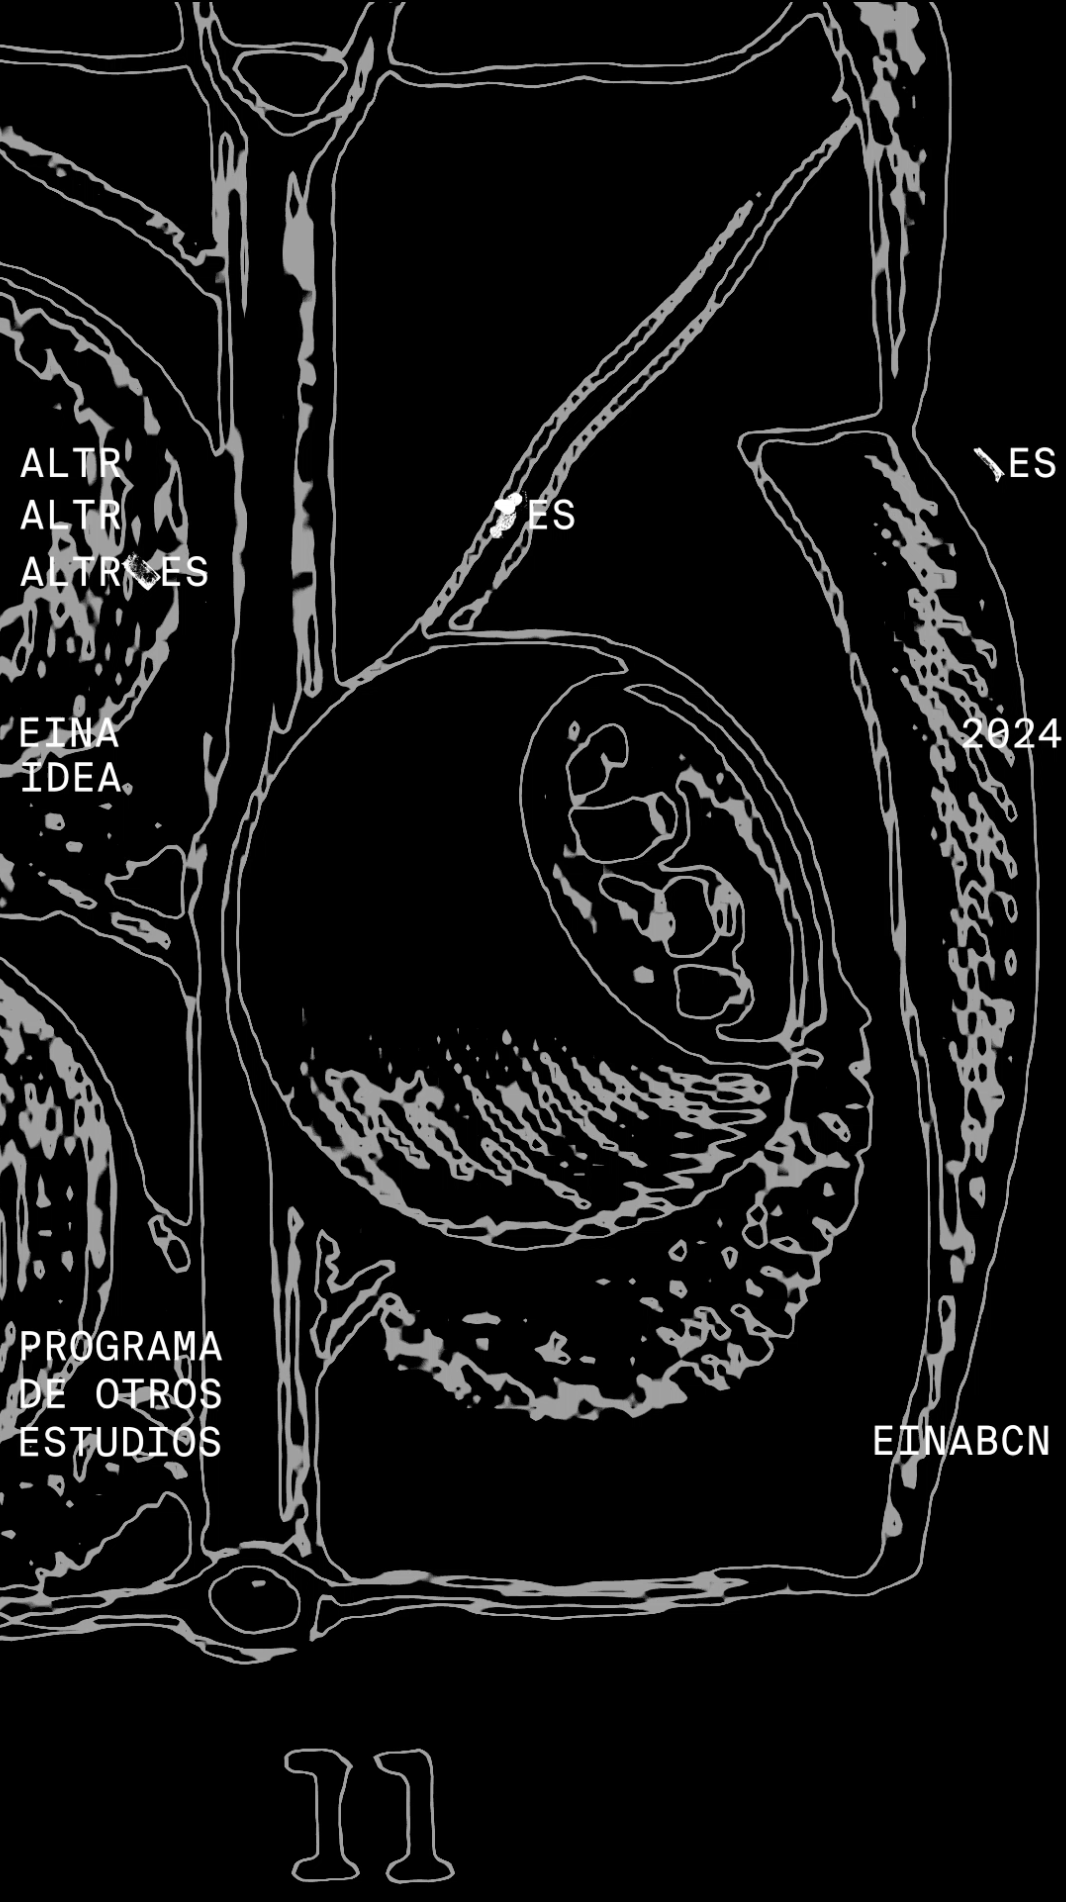 ALTR ES
ALTR ES
ALTR ES
EINA 2024
IDEA
PROGRAMA
DE OTROS
ESTUDIOS EINABCN
11